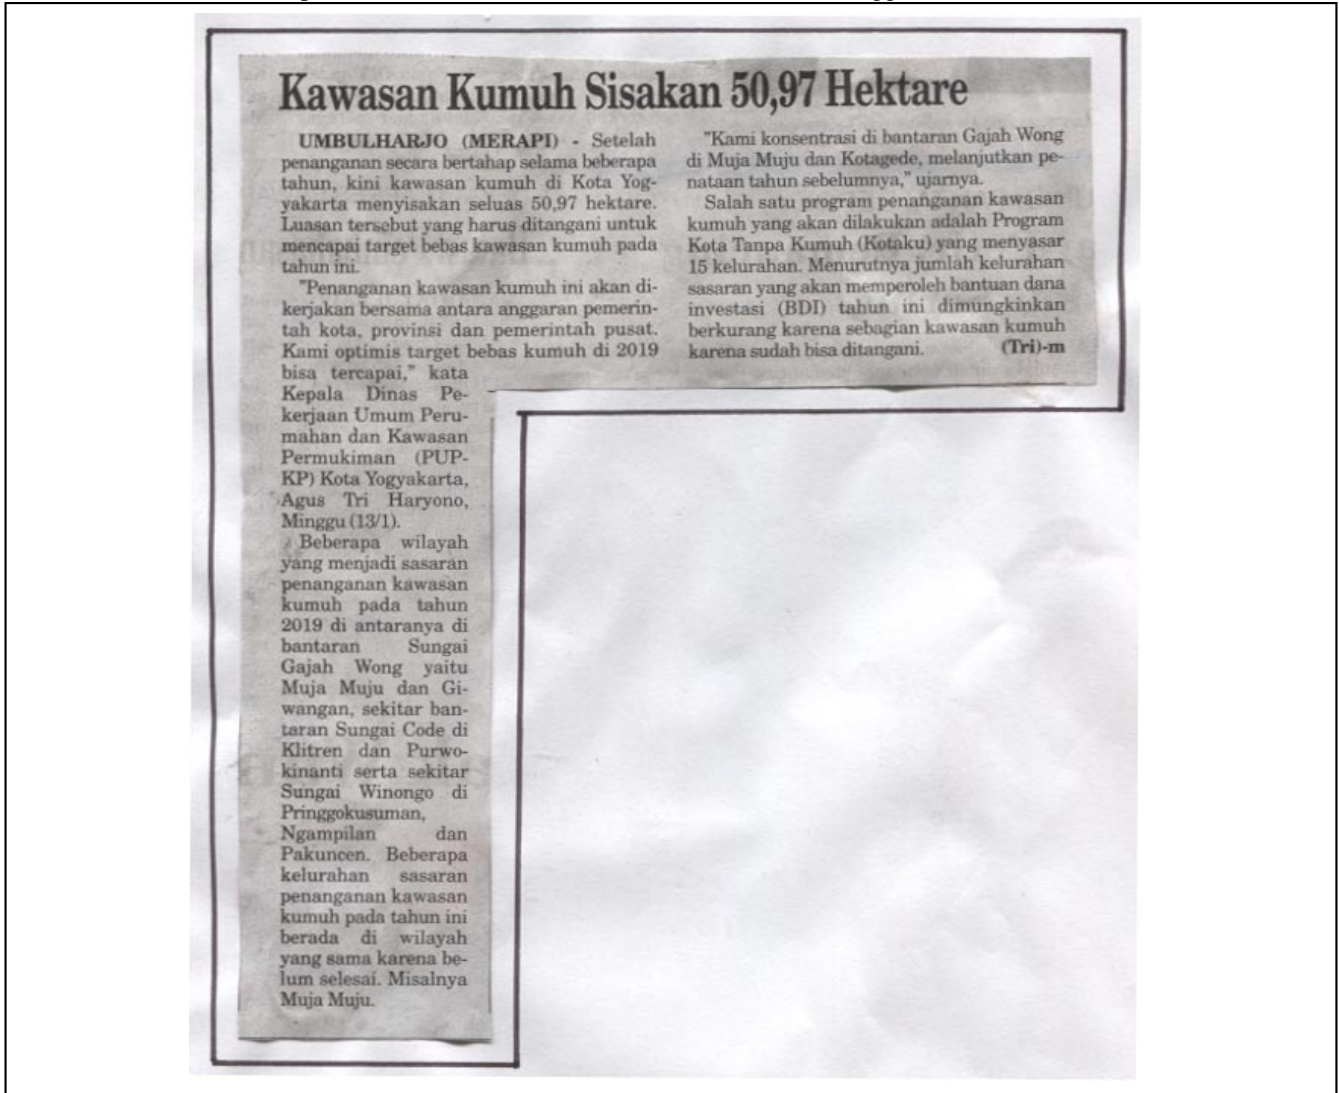 Kawasan Kumuh Sisakan 50,97 Hektare
UMBULHARJO (MERAPI) - Setelah
penanganan secara bertahap selama beberapa
tahun, kini kawasan kumuh di Kota Yog-
yakarta menyisakan seluas 50,97 hektare.
Luasan tersebut yang harus ditangani untuk
mencapai target bebas kawasan kumuh pada
tahun ini.
"Penanganan kawasan kumuh ini akan di-
kerjakan bersama antara anggaran pemerin-
tah kota, provinsi dan pemerintah pusat.
Kami optimis target bebas kumuh di 2019
bisa tercapai," kata
Kepala Dinas Pe-
kerjaan Umum Peru-
mahan dan Kawasan
Permukiman (PUP-
KP) Kota Yogyakarta,
Agus Tri Haryono,
Minggu (13/1).
Beberapa wilayah
yang menjadi sasaran
penanganan kawasan
kumuh pada tahun
2019 di antaranya di
bantaran Sungai
Gajah Wong yaitu
Muja Muju dan Gi-
wangan, sekitar ban-
taran Sungai Code di
Klitren dan Purwo-
kinanti serta sekitar
Sungai Winongo di
Pringgokusuman,
Ngampilan dan
Pakuncen. Beberapa
kelurahan sasaran
penanganan kawasan
kumuh pada tahun ini
berada di wilayah
yang sama karena be-
lum selesai. Misalnya
Muja Muju.
"Kami konsentrasi di bantaran Gajah Wong
di Muja Muju dan Kotagede, melanjutkan pe-
nataan tahun sebelumnya," ujarnya.
Salah satu program penanganan kawasan
kumuh yang akan dilakukan adalah Program
Kota Tanpa Kumuh (Kotaku) yang menyasar
15 kelurahan. Menurutnya jumlah kelurahan
sasaran yang akan memperoleh bantuan dana
investasi (BDI) tahun ini dimungkinkan
berkurang karena sebagian kawasan kumuh
karena sudah bisa ditangani. (Tri)-m